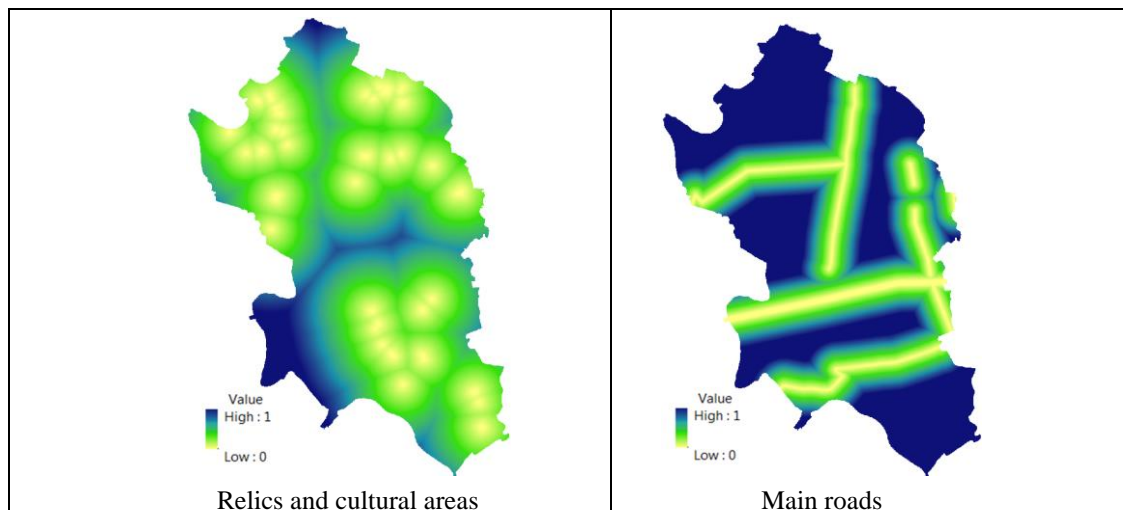 Value
High : 1
Low : 0
Relics and cultural areas
Value
High : 1
Low : 0
Main roads